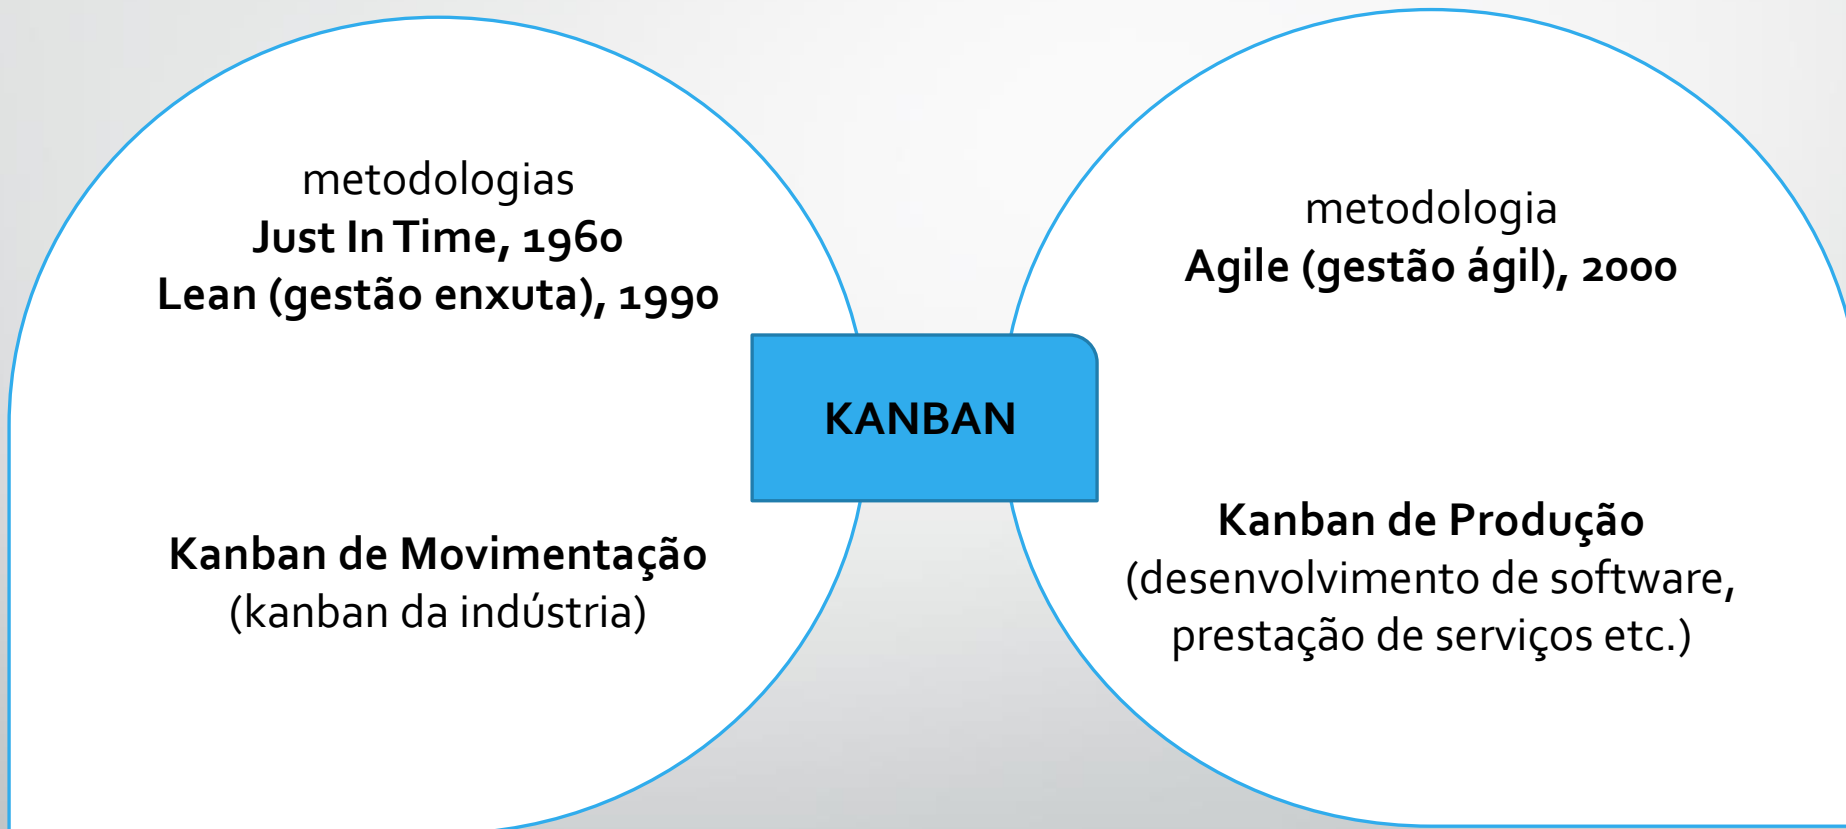 metodologias
Just In Time, 1960
Lean (gestão enxuta), 1990
Kanban de Movimentação
(kanban da indústria)
KANBAN
metodologia
Agile (gestão ágil), 2000
Kanban de Produção
(desenvolvimento de software,
prestação de serviços etc.)